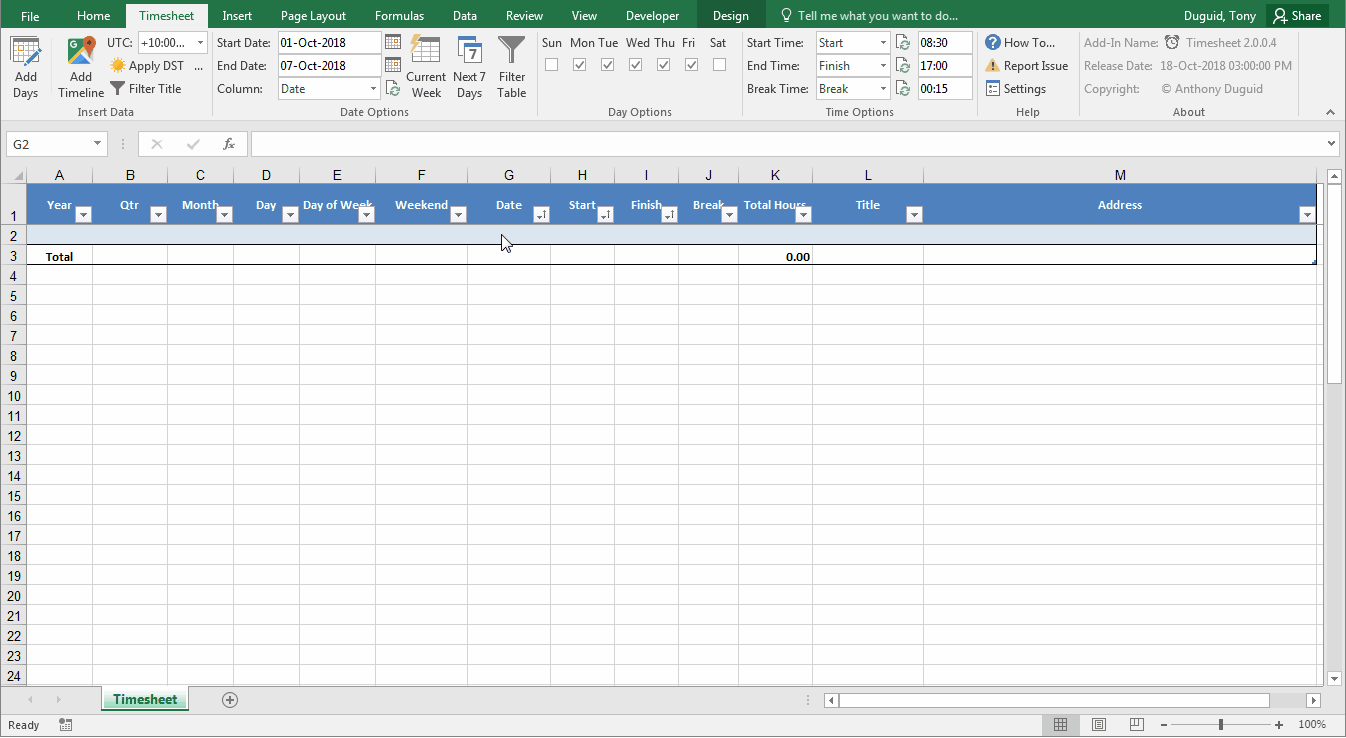 File Home Timesheet Insert Page Layout Formulas Data Review View Developer Design Tell me what you want to do... Duguid, Tony Share
UTC: +10:00... Start Date: 01-Oct-2018 Sun Mon Tue Wed Thu Fri Sat Start Time: Start 08:30 How To... Add-In Name: Timesheet 2.0.0.4
Apply DST ... End Date: 07-Oct-2018 End Time: Finish 17:00 Report Issue Release Date: 18-Oct-2018 03:00:00 PM
Add Days Add Timeline Filter Title Column: Date Current Week Next 7 Days Filter Table Break Time: Break 00:15 Settings Copyright: © Anthony Duguid
Insert Data Date Options Day Options Time Options Help About
G2 fx
A B C D E F G H I J K L M
1 Year Qtr Month Day Day of Week Weekend Date Start Finish Break Total Hours Title Address
2
3 Total 0.00
4
5
6
7
8
9
10
11
12
13
14
15
16
17
18
19
20
21
22
23
24
Timesheet
Ready 100%